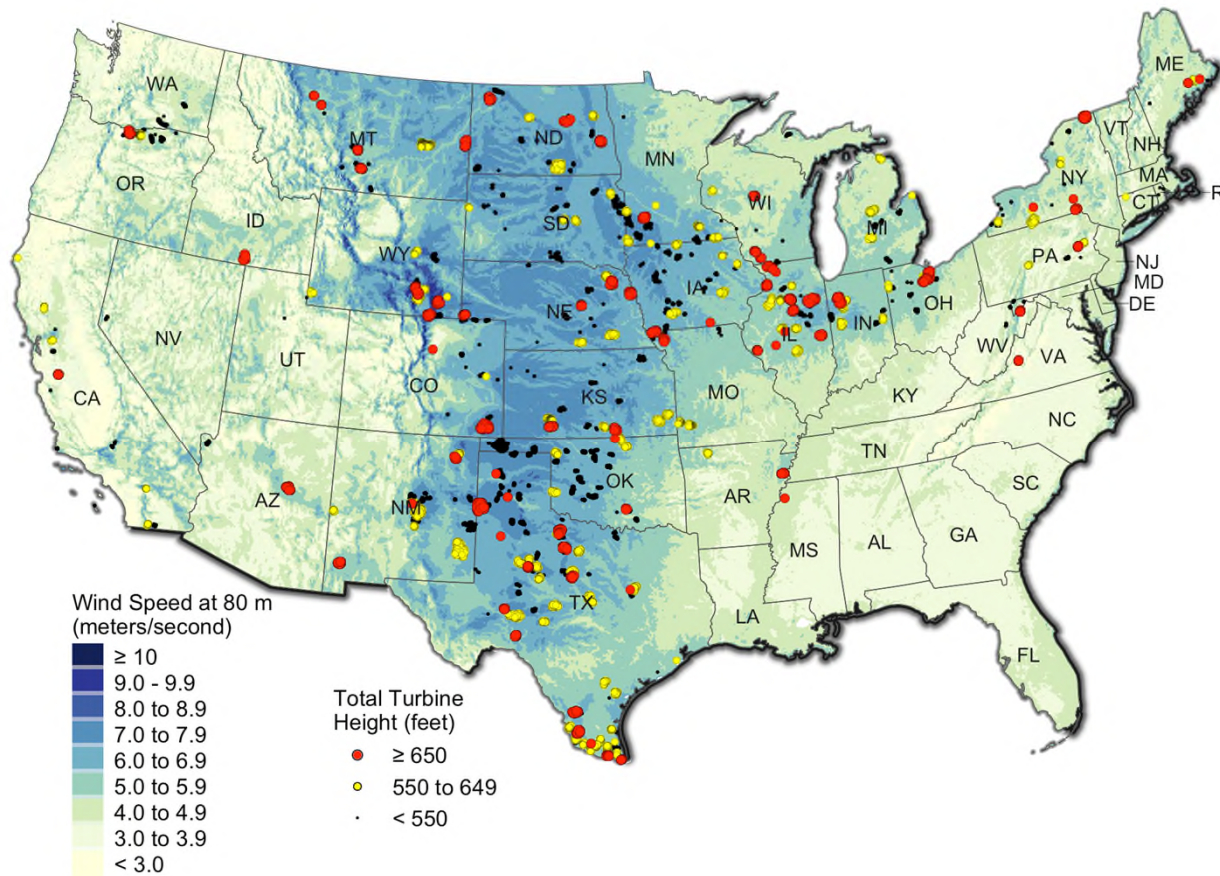 WA
ME
MT
ND
VT
MN
NH
OR
NY
MA
ID
SD
WI
CT
R
WY
MI
PA
IA
NJ
NE
OH
MD
NV
IL
IN
DE
UT
WV
VA
CO
CA
KS
MO
KY
NC
TN
OK
AZ
NM
AR
SC
MS
AL
GA
TX
LA
FL
Wind Speed at 80 m
(meters/second)
≥ 10
9.0 - 9.9
8.0 to 8.9
7.0 to 7.9
6.0 to 6.9
5.0 to 5.9
4.0 to 4.9
3.0 to 3.9
< 3.0
Total Turbine
Height (feet)
≥ 650
550 to 649
< 550